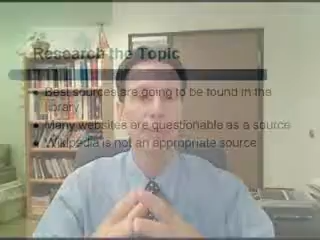 Research the Topic
• Best sources are going to be found in the
library
• Many websites are questionable as a source
• Wikipedia is not an appropriate source